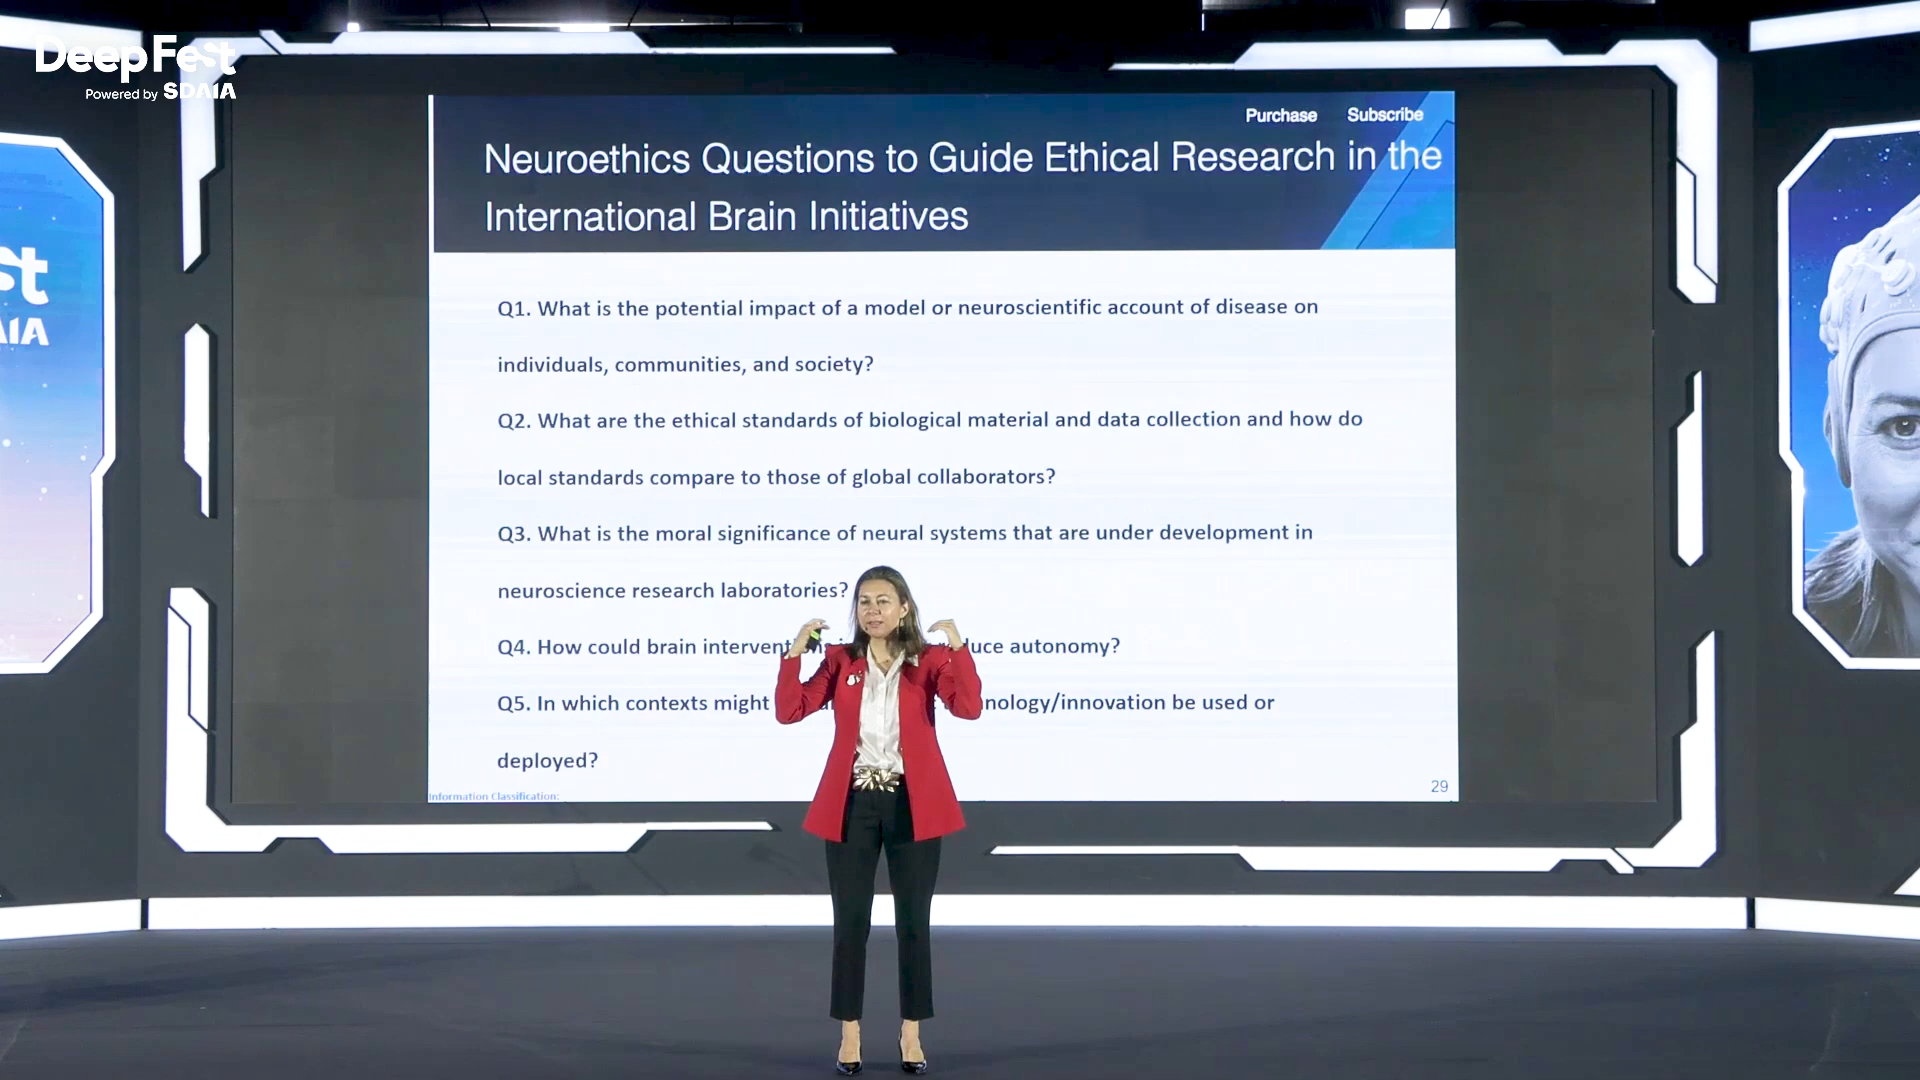 DeepFest
Powered by SDAIA
Purchase Subscribe
Neuroethics Questions to Guide Ethical Research in the
International Brain Initiatives
Q1. What is the potential impact of a model or neuroscientific account of disease on
individuals, communities, and society?
Q2. What are the ethical standards of biological material and data collection and how do
local standards compare to those of global collaborators?
Q3. What is the moral significance of neural systems that are under development in
neuroscience research laboratories?
Q4. How could brain autonomy?
Q5. In which contexts might be used or
deployed?
Information Classification:
29